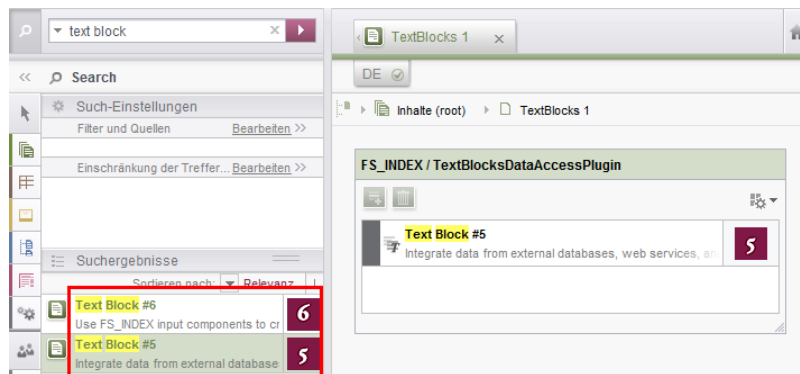 text block
TextBlocks 1
Search
DE
Such-Einstellungen
Inhalte (root)
TextBlocks 1
Filter und Quellen
Bearbeiten >>
Einschränkung der Treffer...
Bearbeiten >>
FS_INDEX / TextBlocksDataAccessPlugin
Text Block #5
Integrate data from external databases, web services, an
5
Suchergebnisse
Sortieren nach:
Relevanz
Text Block #6
Use FS_INDEX input components to cr
6
Text Block #5
Integrate data from external database
5